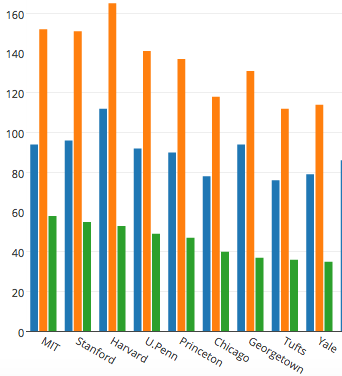 160
140
120
100
80
60
40
20
0
MIT
Stanford
Harvard
U.Penn
Princeton
Chicago
Georgetown
Tufts
Yale